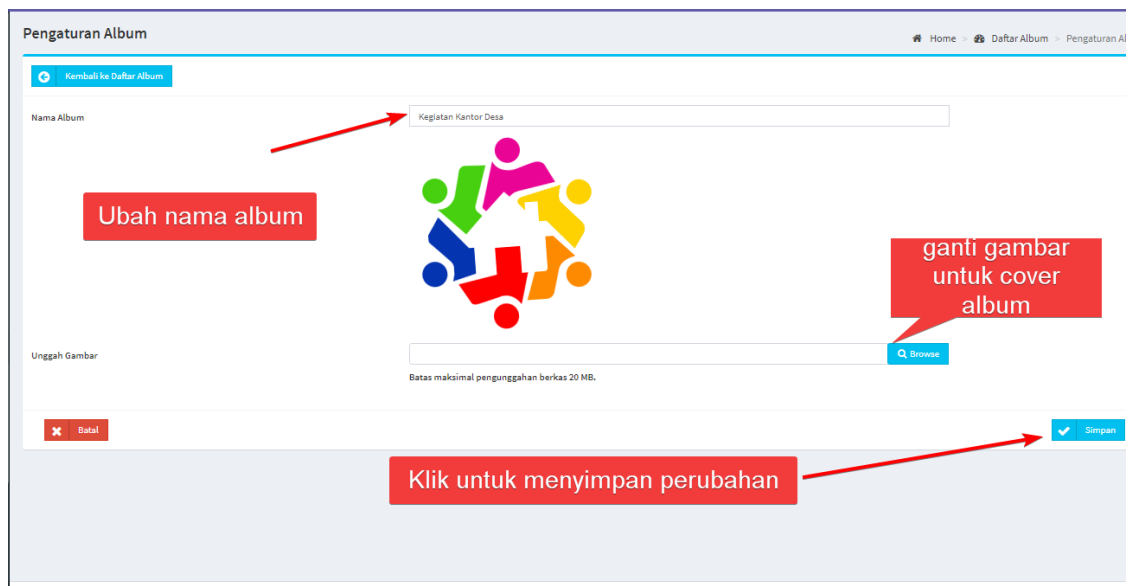 Pengaturan Album
Home > Daftar Album > Pengaturan Al
Kembali ke Daftar Album
Nama Album
Kegiatan Kantor Desa
Ubah nama album
ganti gambar
untuk cover
album
Unggah Gambar
Browse
Batas maksimal pengunggahan berkas 20 MB.
Batal
Simpan
Klik untuk menyimpan perubahan